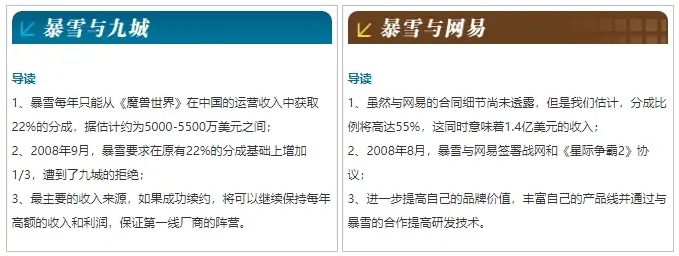 暴雪与九城
导读
1、暴雪每年只能从《魔兽世界》在中国的运营收入中获取
22%的分成，据估计约为5000-5500万美元之间；
2、2008年9月，暴雪要求在原有22%的分成基础上增加
1/3，遭到了九城的拒绝；
3、最主要的收入来源，如果成功续约，将可以继续保持每年
高额的收入和利润，保证第一线厂商的阵营。
暴雪与网易
导读
1、虽然与网易的合同细节尚未透露，但是我们估计，分成比
例将高达55%，这同时意味着1.4亿美元的收入；
2、2008年8月，暴雪与网易签署战网和《星际争霸2》协
议；
3、进一步提高自己的品牌价值，丰富自己的产品线并通过与
暴雪的合作提高研发技术。